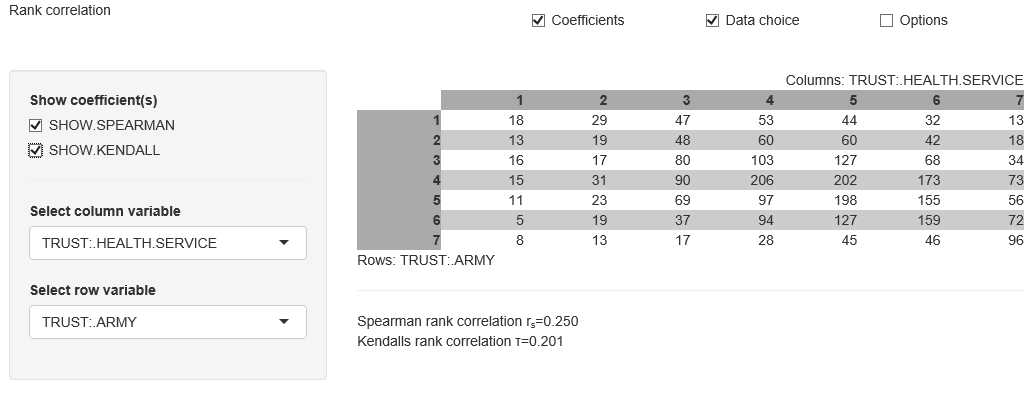 Rank correlation
Coefficients Data choice Options
Show coefficient(s)
SHOW.SPEARMAN
SHOW.KENDALL
Select column variable
TRUST:.HEALTH.SERVICE
Select row variable
TRUST:.ARMY
Columns: TRUST:.HEALTH.SERVICE
1 2 3 4 5 6 7
1 18 29 47 53 44 32 13
2 13 19 48 60 60 42 18
3 16 17 80 103 127 68 34
4 15 31 90 206 202 173 73
5 11 23 69 97 198 155 56
6 5 19 37 94 127 159 72
7 8 13 17 28 45 46 96
Rows: TRUST:.ARMY
Spearman rank correlation rₛ=0.250
Kendalls rank correlation τ=0.201